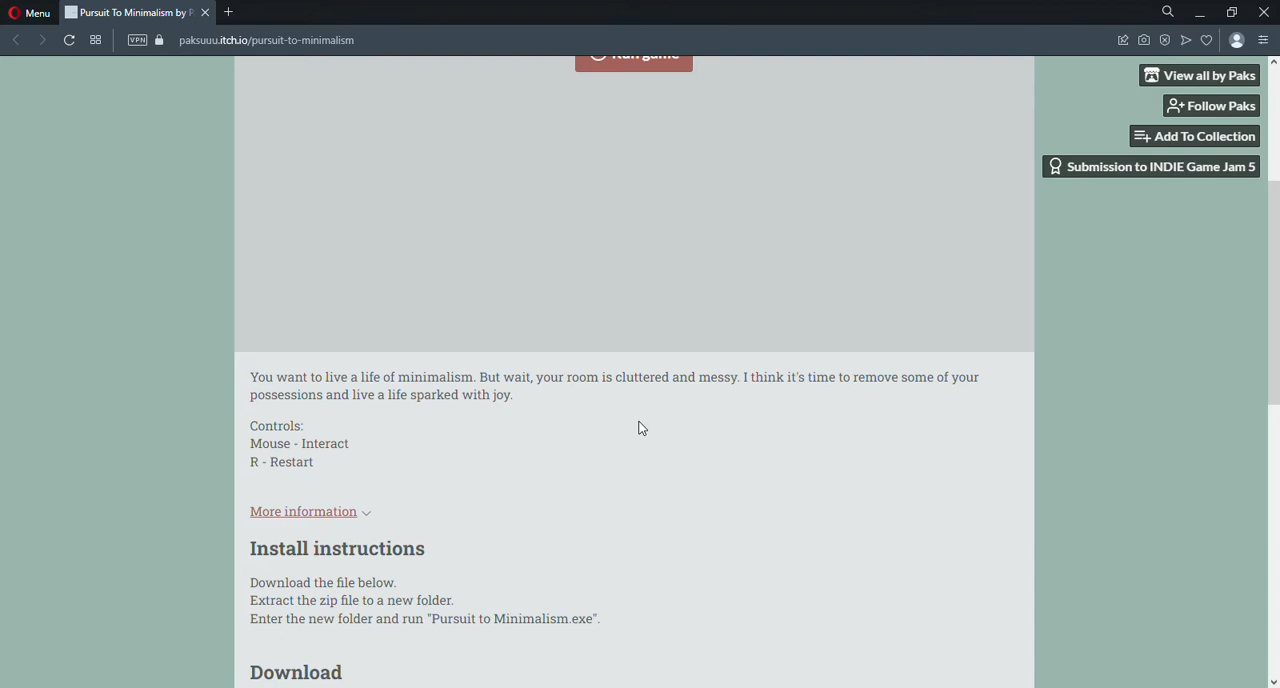 Menu
Pursuit To Minimalism by P
VPN
paksuuu.itch.io/pursuit-to-minimalism
Run game
View all by Paks
Follow Paks
Add To Collection
Submission to INDIE Game Jam 5
You want to live a life of minimalism. But wait, your room is cluttered and messy. I think it's time to remove some of your
possessions and live a life sparked with joy.
Controls:
Mouse - Interact
R - Restart
More information
Install instructions
Download the file below.
Extract the zip file to a new folder.
Enter the new folder and run "Pursuit to Minimalism.exe".
Download